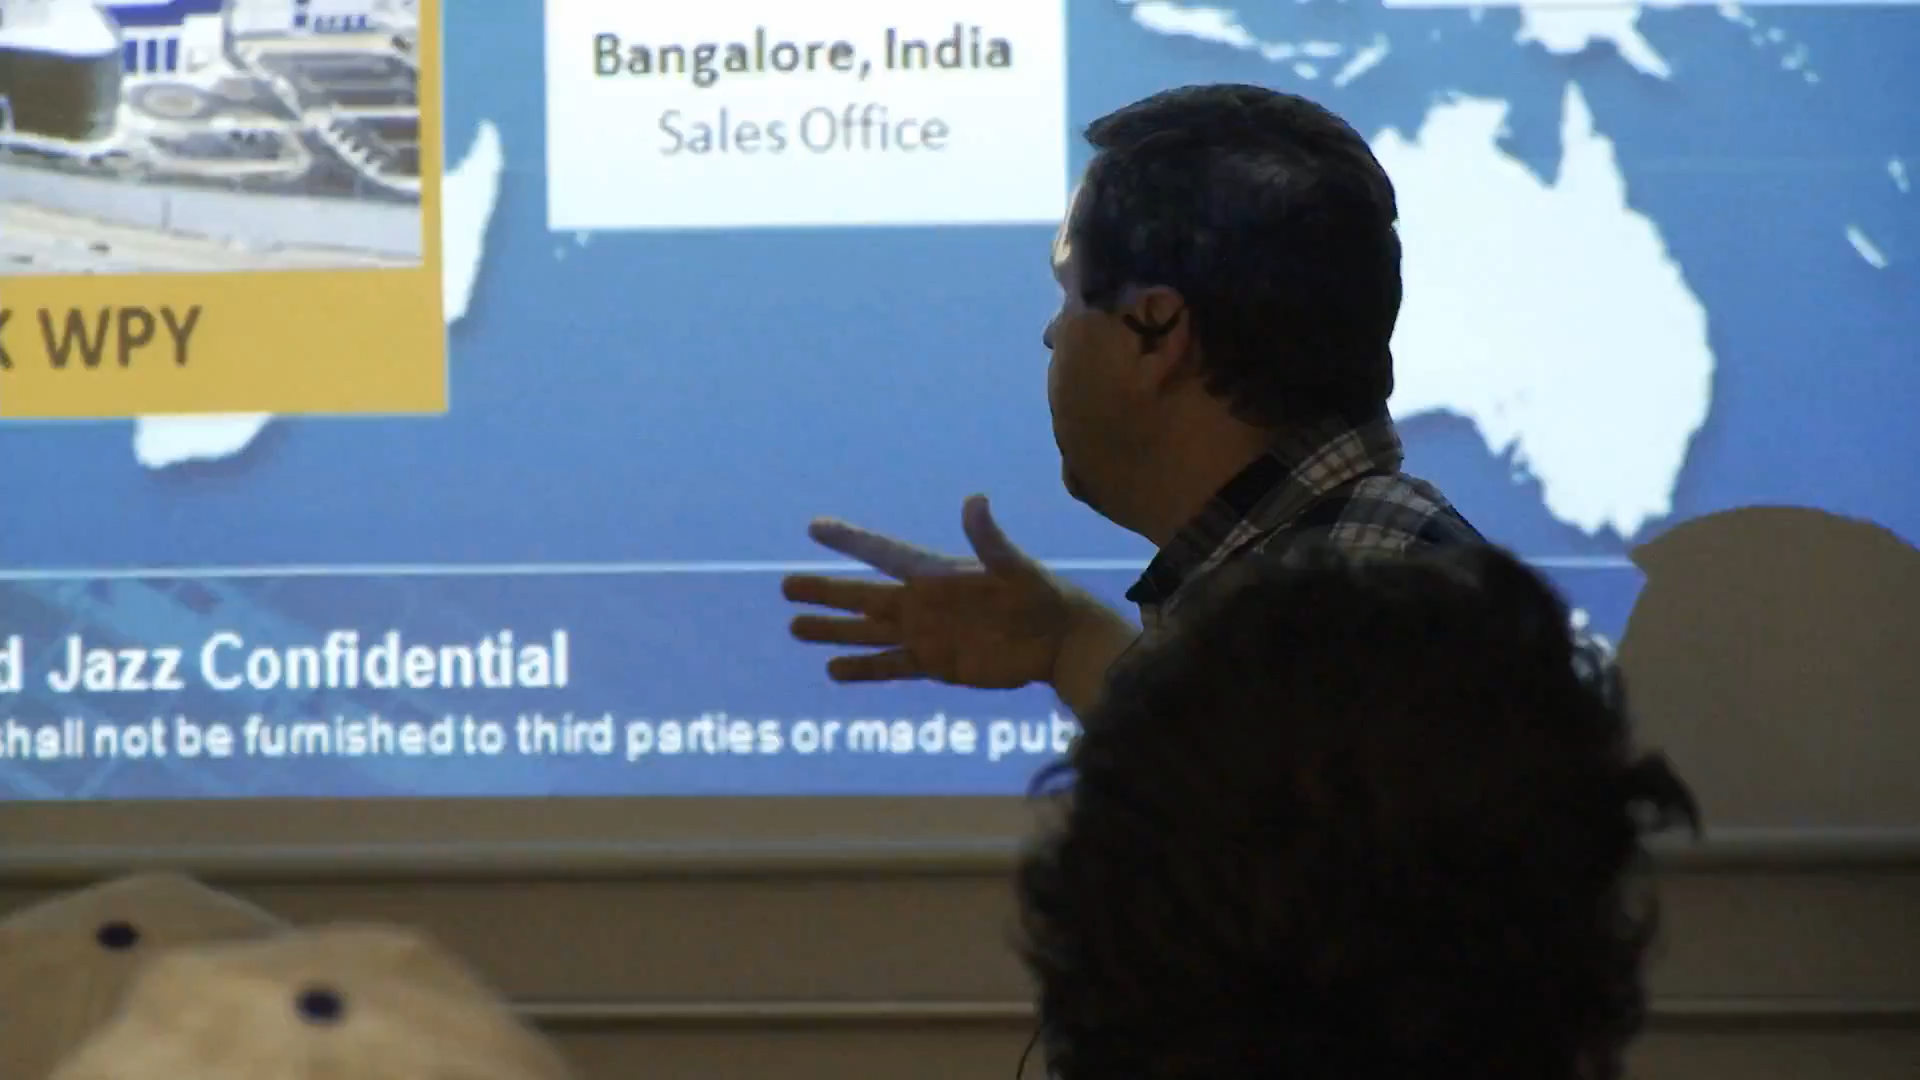 Bangalore, India
Sales Office
WPY
d Jazz Confidential
shall not be furnished to third parties or made pub